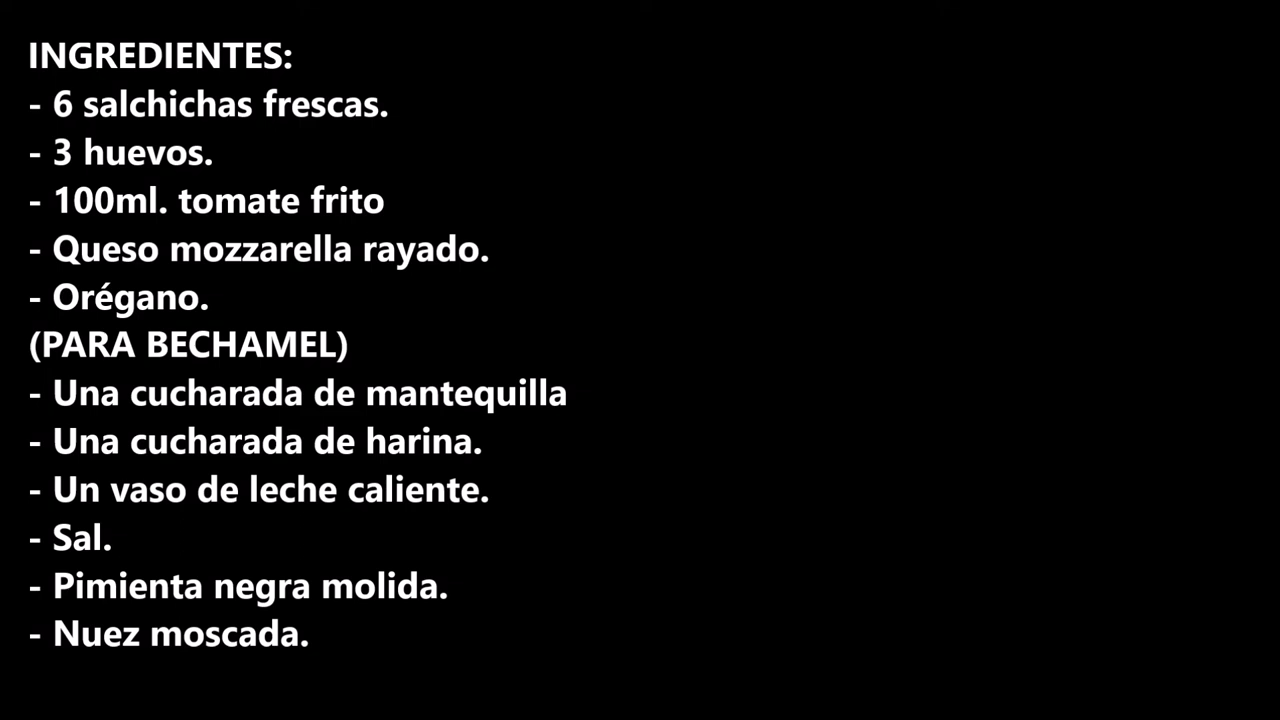 INGREDIENTES:
- 6 salchichas frescas.
- 3 huevos.
- 100ml. tomate frito
- Queso mozzarella rayado.
- Orégano.
(PARA BECHAMEL)
- Una cucharada de mantequilla
- Una cucharada de harina.
- Un vaso de leche caliente.
- Sal.
- Pimienta negra molida.
- Nuez moscada.